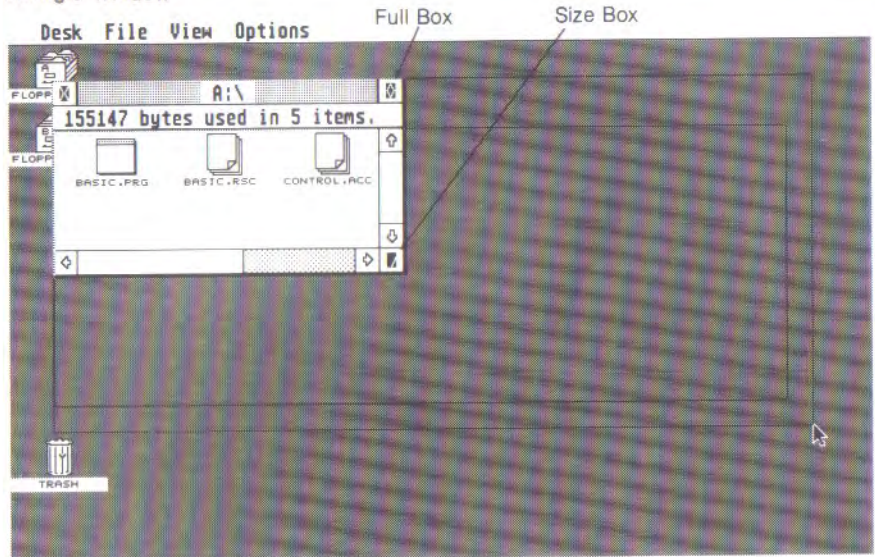 Full Box
Size Box
Desk File View Options
A
FLOPP
A:\
155147 bytes used in 5 items.
B
FLOPP
BASIC.PRG BASIC.RSC CONTROL.ACC
TRASH